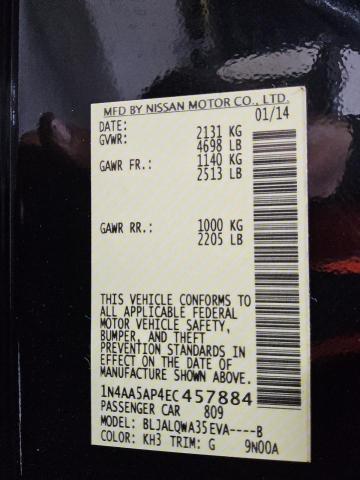 MFD BY NISSAN MOTOR CO., LTD.
DATE: 01/14
GVWR: 2131 KG
4698 LB
GAWR FR.: 1140 KG
2513 LB
GAWR RR.: 1000 KG
2205 LB
THIS VEHICLE CONFORMS TO
ALL APPLICABLE FEDERAL
MOTOR VEHICLE SAFETY,
BUMPER, AND THEFT
PREVENTION STANDARDS IN
EFFECT ON THE DATE OF
MANUFACTURE SHOWN ABOVE.
1N4AA5AP4EC457884
PASSENGER CAR 809
MODEL: BLJALQWA35EVA----B
COLOR: KH3 TRIM: G 9N00A